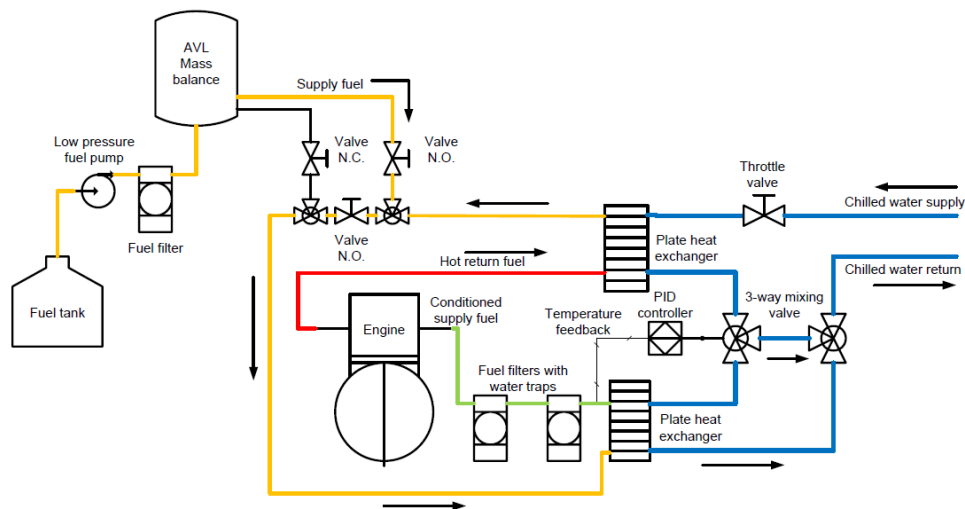 AVL
Mass
balance
Supply fuel
Low pressure
fuel pump
Valve
N.C.
Valve
N.O.
Throttle
valve
Chilled water supply
Fuel filter
Valve
N.O.
Plate heat
exchanger
Hot return fuel
Chilled water return
Fuel tank
Engine
Conditioned
supply fuel
Temperature
feedback
PID
controller
3-way mixing
valve
Fuel filters with
water traps
Plate heat
exchanger